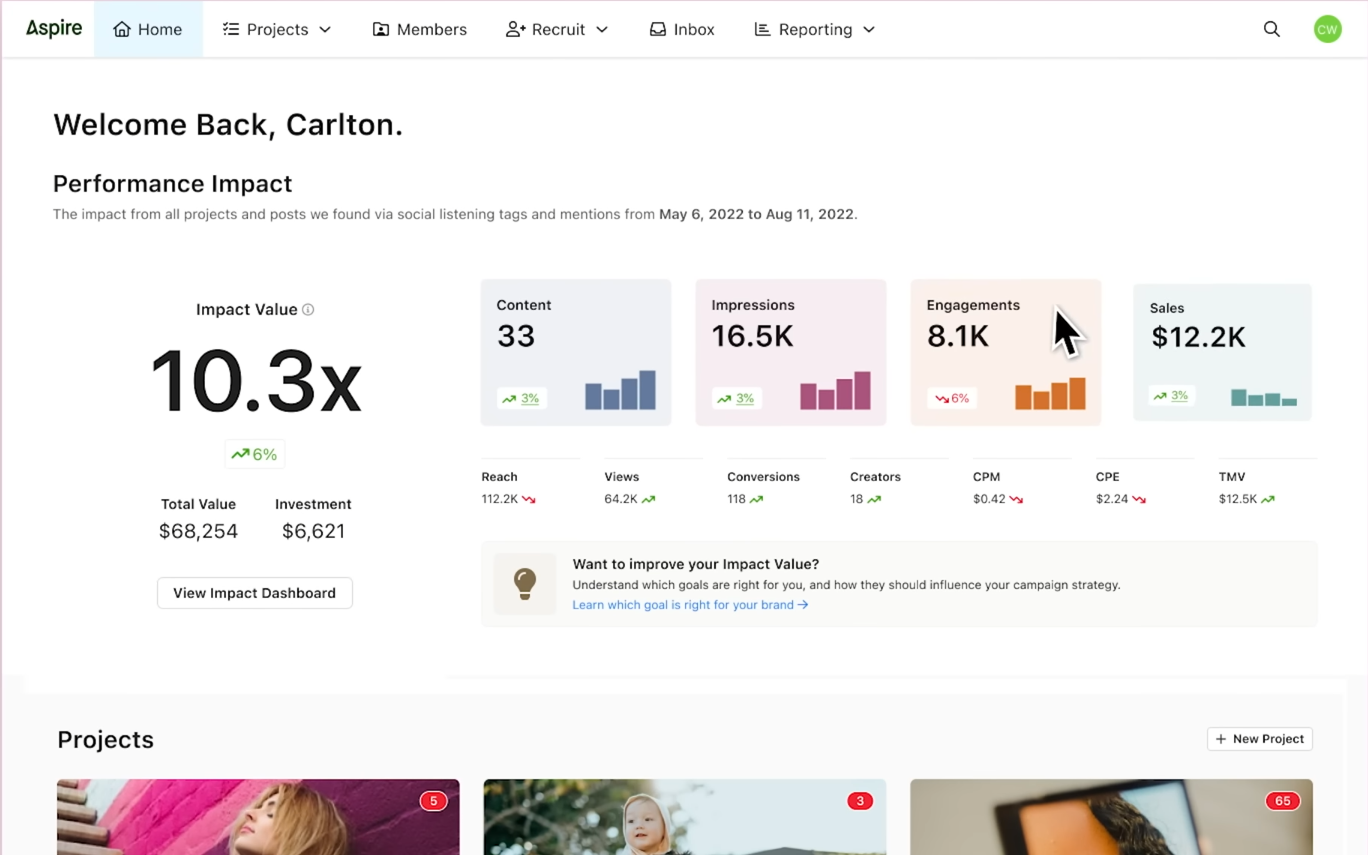 Aspire
Home
Projects
Members
Recruit
Inbox
Reporting
CW
Welcome Back, Carlton.
Performance Impact
The impact from all projects and posts we found via social listening tags and mentions from May 6, 2022 to Aug 11, 2022.
Impact Value
10.3x
6%
Total Value
$68,254
Investment
$6,621
View Impact Dashboard
Content
33
3%
Impressions
16.5K
3%
Engagements
8.1K
6%
Sales
$12.2K
3%
Reach
112.2K
Views
64.2K
Conversions
118
Creators
18
CPM
$0.42
CPE
$2.24
TMV
$12.5K
Want to improve your Impact Value?
Understand which goals are right for you, and how they should influence your campaign strategy.
Learn which goal is right for your brand →
Projects
+ New Project
5
3
65